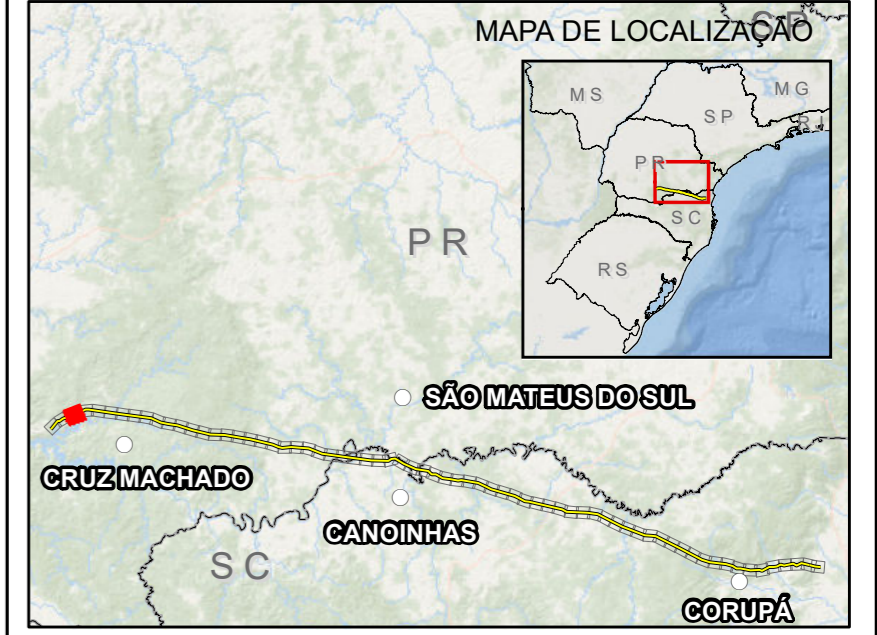 MAPA DE LOCALIZAÇÃO
SP
MS
MG
SP
RJ
PR
SC
RS
PR
SÃO MATEUS DO SUL
CRUZ MACHADO
CANOINHAS
SC
CORUPÁ